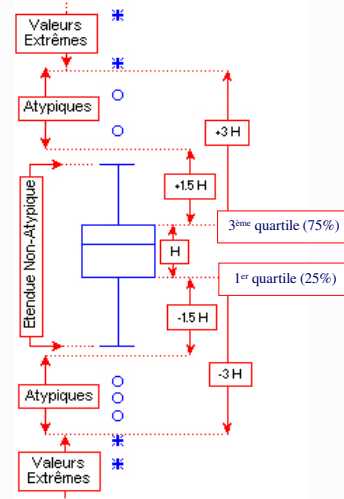 Valeurs
Extrêmes
Atypiques
+3 H
+1.5 H
Etendue Non-Atypique
3ème quartile (75%)
H
1er quartile (25%)
-1.5 H
-3 H
Atypiques
Valeurs
Extrêmes